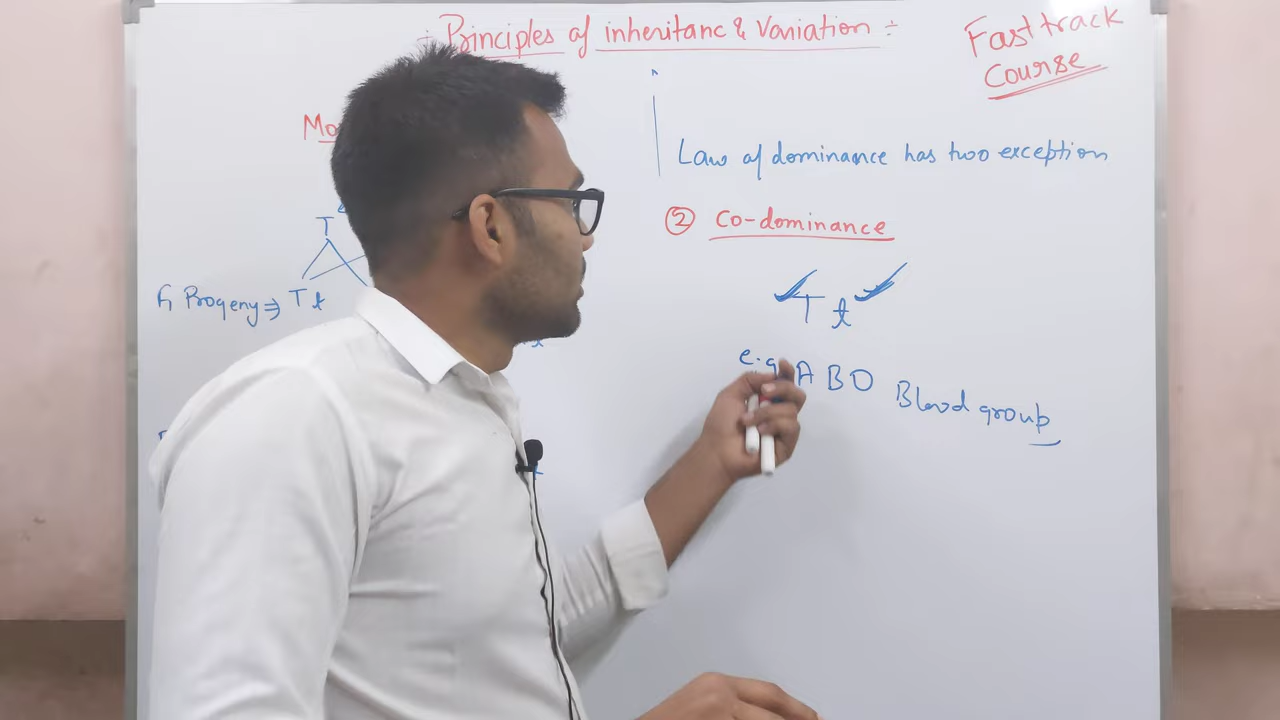 ÷ Principles of inheritanc & Variation ÷
Fast track
Course
Law of dominance has two exception
② Co-dominance
T
T t
F₁ Progeny ⇒ T t
e.g A B O Blood group